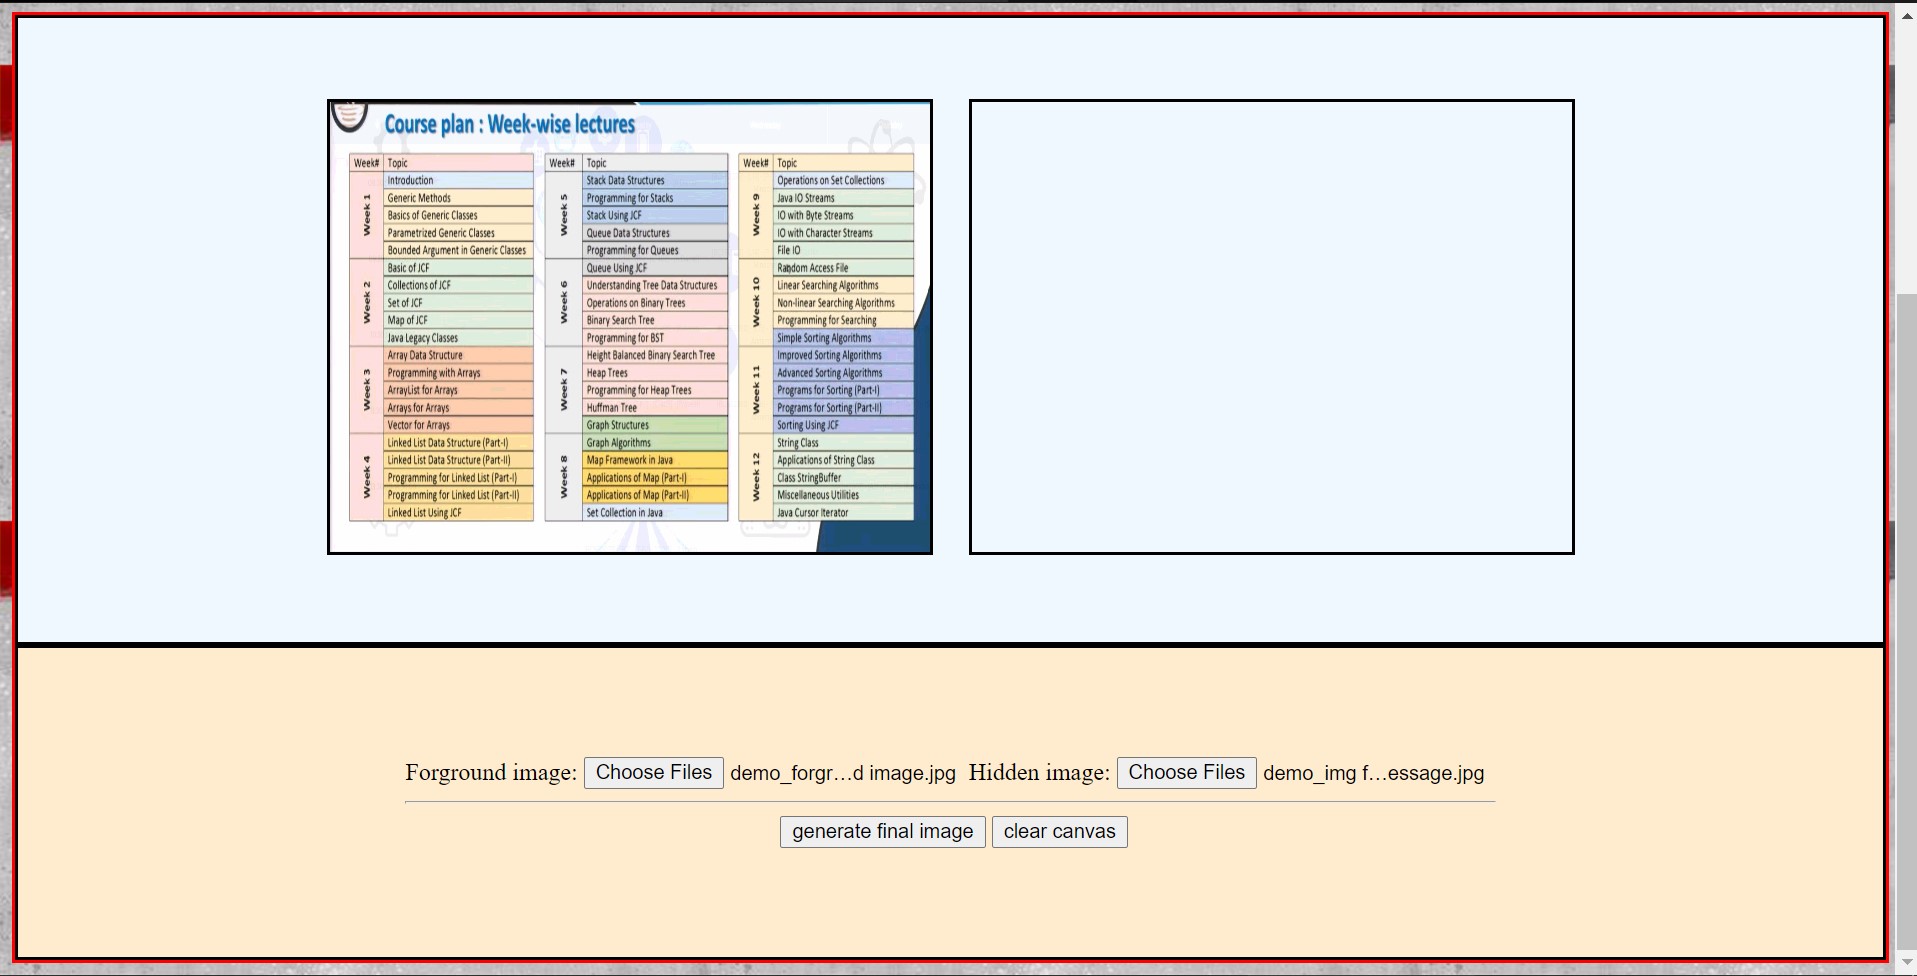 Course plan : Week-wise lectures
Week# Topic
Week 1
Introduction
Generic Methods
Basics of Generic Classes
Parametrized Generic Classes
Bounded Argument in Generic Classes
Week 2
Basic of JCF
Collections of JCF
Set of JCF
Map of JCF
Java Legacy Classes
Week 3
Array Data Structure
Programming with Arrays
ArrayList for Arrays
Arrays for Arrays
Vector for Arrays
Week 4
Linked List Data Structure (Part-I)
Linked List Data Structure (Part-II)
Programming for Linked List (Part-I)
Programming for Linked List (Part-II)
Linked List Using JCF
Week# Topic
Week 5
Stack Data Structures
Programming for Stacks
Stack Using JCF
Queue Data Structures
Programming for Queues
Week 6
Queue Using JCF
Understanding Tree Data Structures
Operations on Binary Trees
Binary Search Tree
Programming for BST
Week 7
Height Balanced Binary Search Tree
Heap Trees
Programming for Heap Trees
Huffman Tree
Graph Structures
Week 8
Graph Algorithms
Map Framework in Java
Applications of Map (Part-I)
Applications of Map (Part-II)
Set Collection in Java
Week# Topic
Week 9
Operations on Set Collections
Java IO Streams
IO with Byte Streams
IO with Character Streams
File IO
Week 10
Random Access File
Linear Searching Algorithms
Non-linear Searching Algorithms
Programming for Searching
Simple Sorting Algorithms
Week 11
Improved Sorting Algorithms
Advanced Sorting Algorithms
Programs for Sorting (Part-I)
Programs for Sorting (Part-II)
Sorting Using JCF
Week 12
String Class
Applications of String Class
Class StringBuffer
Miscellaneous Utilities
Java Cursor Iterator
Forground image: Choose Files demo_forgr...d image.jpg Hidden image: Choose Files demo_img f...essage.jpg
generate final image clear canvas